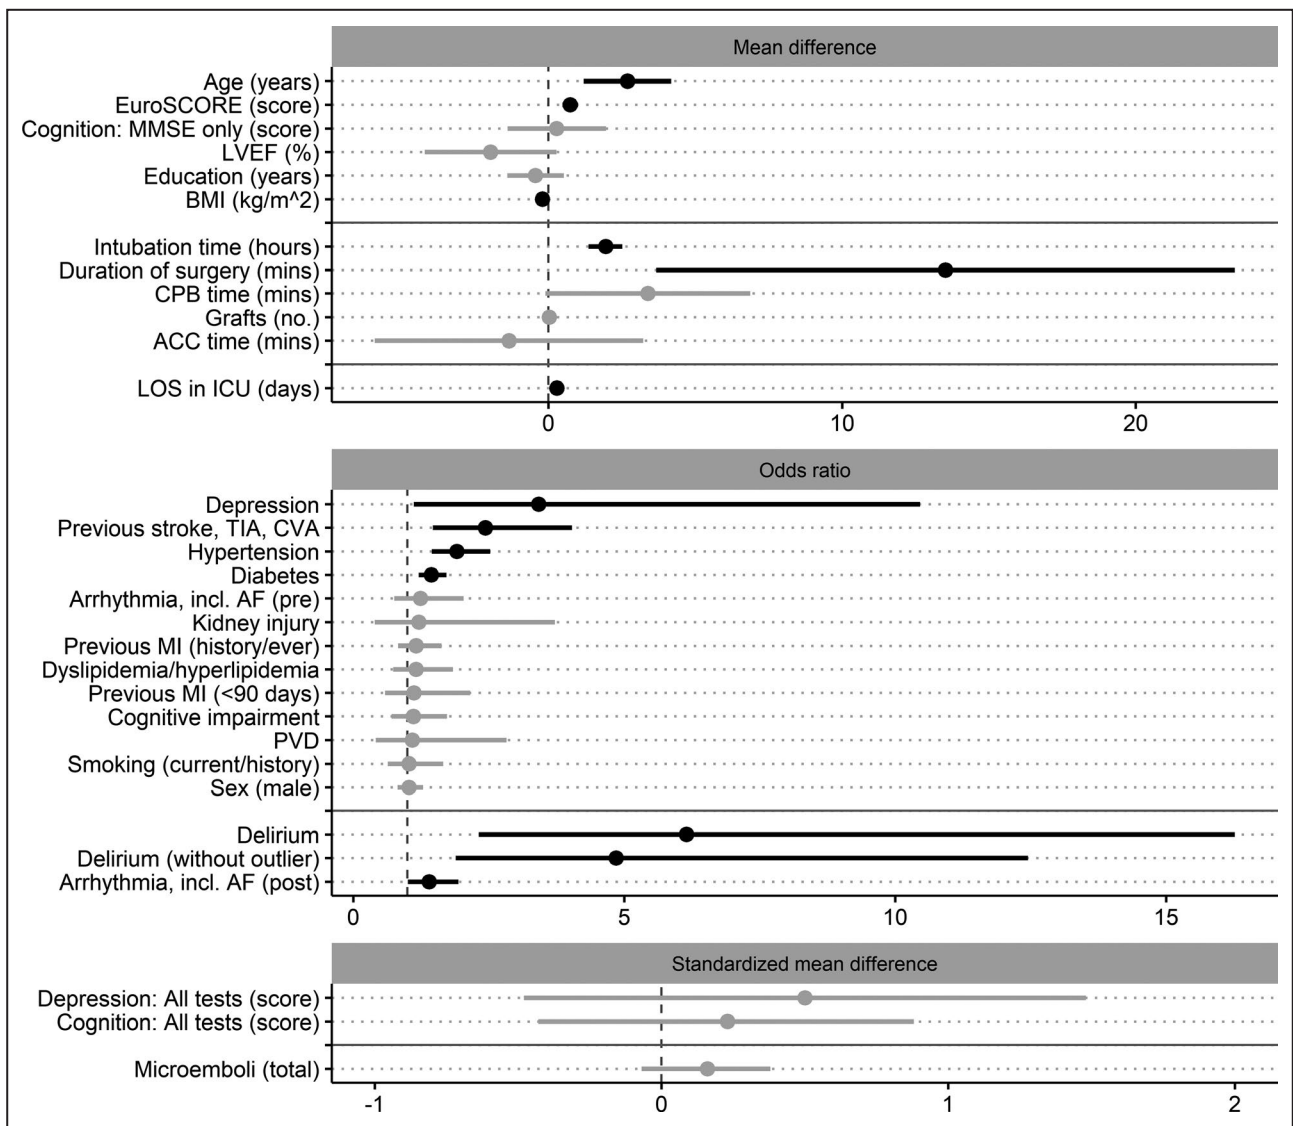 Mean difference
Age (years)
EuroSCORE (score)
Cognition: MMSE only (score)
LVEF (%)
Education (years)
BMI (kg/m^2)
Intubation time (hours)
Duration of surgery (mins)
CPB time (mins)
Grafts (no.)
ACC time (mins)
LOS in ICU (days)
0 10 20
Odds ratio
Depression
Previous stroke, TIA, CVA
Hypertension
Diabetes
Arrhythmia, incl. AF (pre)
Kidney injury
Previous MI (history/ever)
Dyslipidemia/hyperlipidemia
Previous MI (<90 days)
Cognitive impairment
PVD
Smoking (current/history)
Sex (male)
Delirium
Delirium (without outlier)
Arrhythmia, incl. AF (post)
0 5 10 15
Standardized mean difference
Depression: All tests (score)
Cognition: All tests (score)
Microemboli (total)
-1 0 1 2